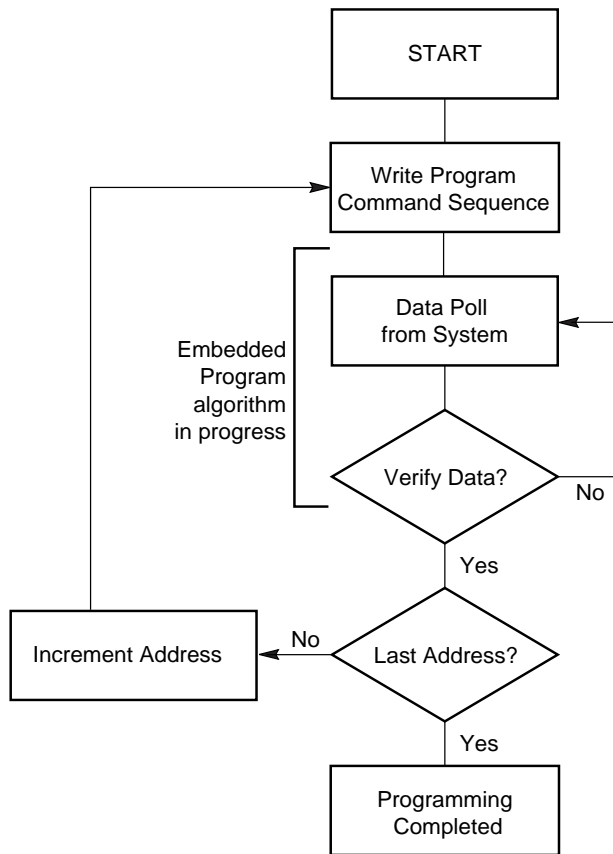 START
Write Program
Command Sequence
Data Poll
from System
Embedded
Program
algorithm
in progress
Verify Data?
No
Yes
Last Address?
No
Increment Address
Yes
Programming
Completed